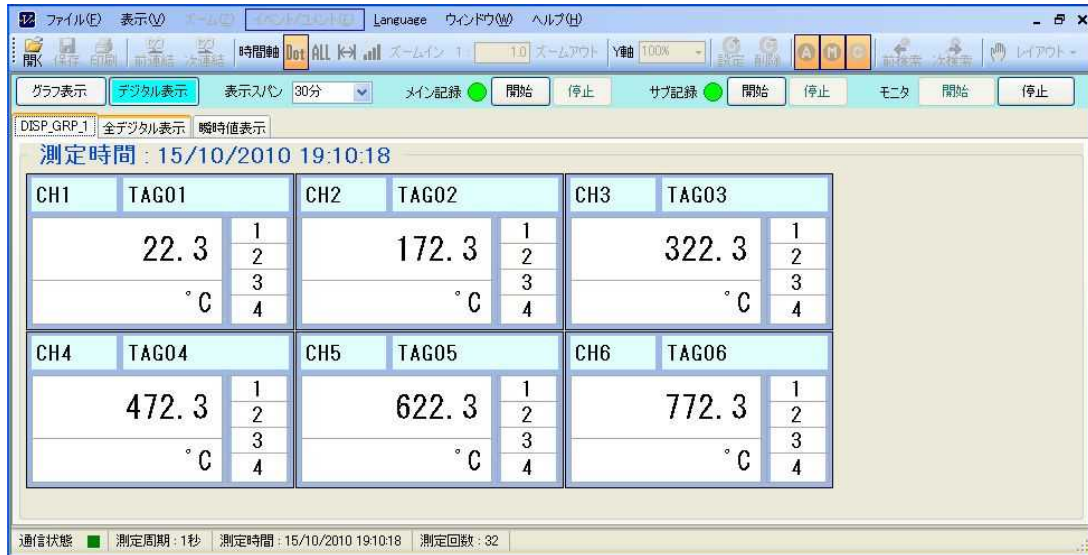 ファイル(F) 表示(V) ズーム(Z) イベント/コメント(E) Language ウィンドウ(W) ヘルプ(H)
開く 保存 印刷 前連結 次連結 時間軸 Dot ALL ズームイン 1: 1.0 ズームアウト Y軸 100% 設定 削除 A M 前検索 次検索 レイアウト
グラフ表示 デジタル表示 表示スパン 30分 メイン記録 開始 停止 サブ記録 開始 停止 モニタ 開始 停止
DISP_GRP_1 全デジタル表示 瞬時値表示
測定時間 : 15/10/2010 19:10:18
CH1 TAG01 CH2 TAG02 CH3 TAG03
22.3 1 2 3 4 172.3 1 2 3 4 322.3 1 2 3 4
°C °C °C
CH4 TAG04 CH5 TAG05 CH6 TAG06
472.3 1 2 3 4 622.3 1 2 3 4 772.3 1 2 3 4
°C °C °C
通信状態 測定周期 : 1秒 測定時間 : 15/10/2010 19:10:18 測定回数 : 32